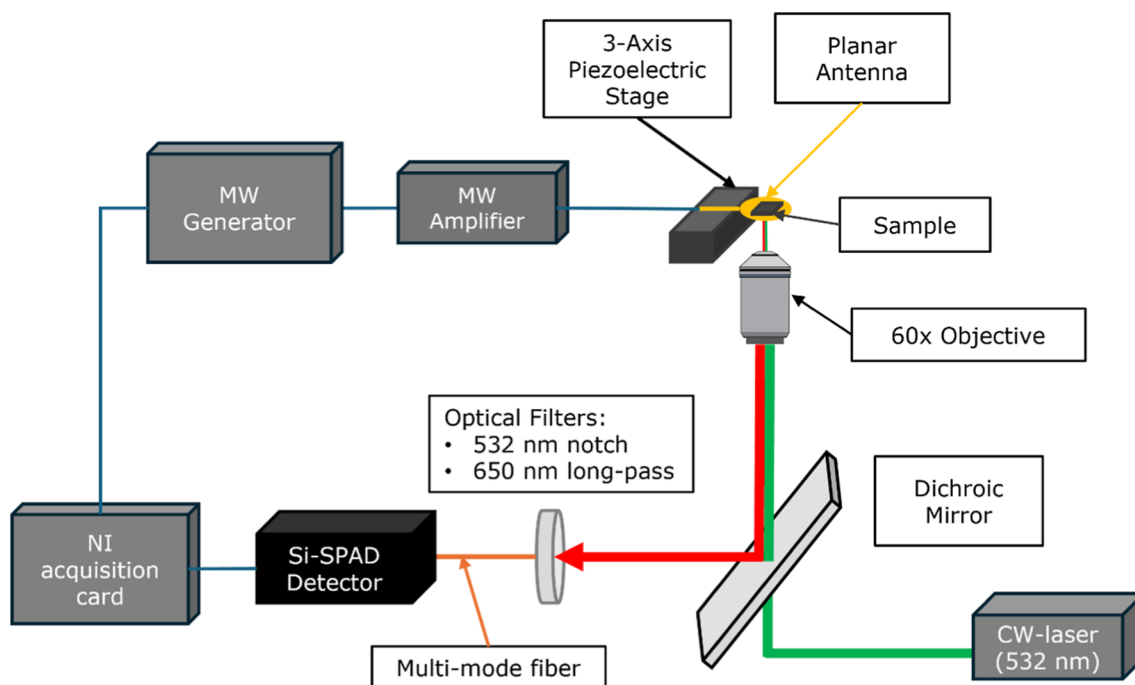 3-Axis
Piezoelectric
Stage
Planar
Antenna
MW
Generator
MW
Amplifier
Sample
60x Objective
Optical Filters:
• 532 nm notch
• 650 nm long-pass
Dichroic
Mirror
NI
acquisition
card
Si-SPAD
Detector
Multi-mode fiber
CW-laser
(532 nm)